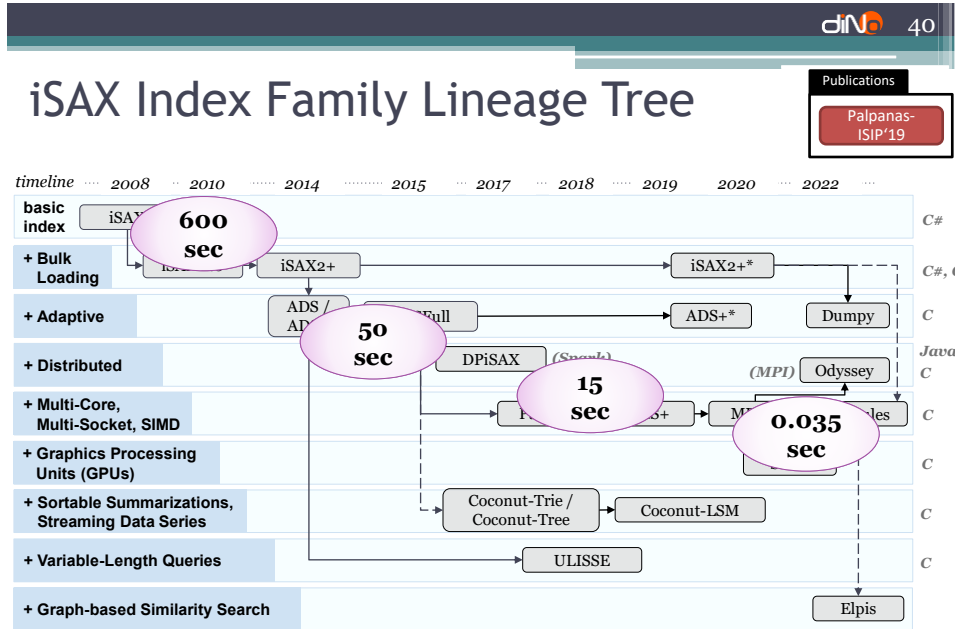 diNo 40
iSAX Index Family Lineage Tree
Publications
Palpanas-
ISIP'19
timeline 2008 2010 2014 2015 2017 2018 2019 2020 2022
basic
index
600
sec
C#
+ Bulk
Loading
iSAX2+
iSAX2+*
C#,
+ Adaptive
ADS /
ADS+*
Dumpy
C
50
sec
+ Distributed
DPiSAX
(Spark)
(MPI)
Odyssey
Java
C
+ Multi-Core,
Multi-Socket, SIMD
15
sec
C
0.035
sec
+ Graphics Processing
Units (GPUs)
C
+ Sortable Summarizations,
Streaming Data Series
Coconut-Trie /
Coconut-Tree
Coconut-LSM
C
+ Variable-Length Queries
ULISSE
C
+ Graph-based Similarity Search
Elpis